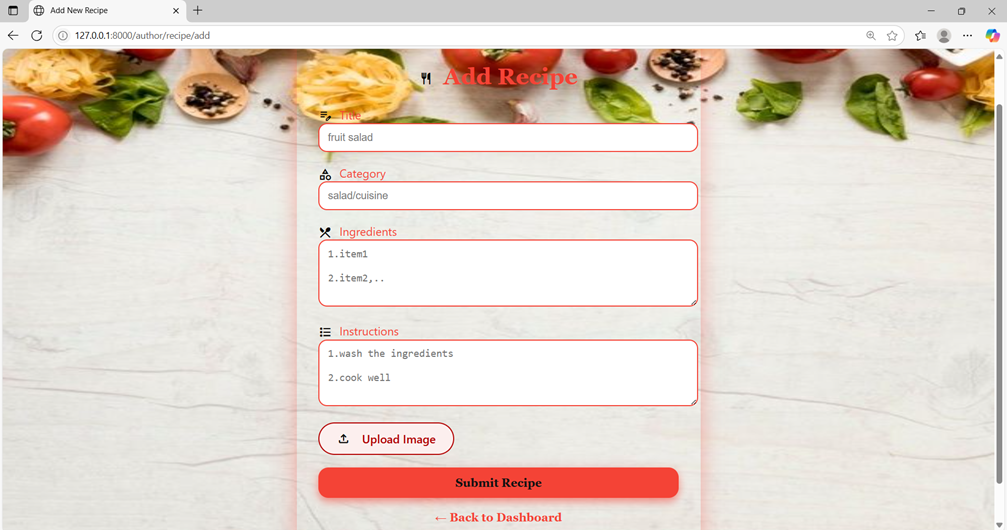 Add New Recipe
127.0.0.1:8000/author/recipe/add
Add Recipe
Title
fruit salad
Category
salad/cuisine
Ingredients
1.item1
2.item2,..
Instructions
1.wash the ingredients
2.cook well
Upload Image
Submit Recipe
← Back to Dashboard